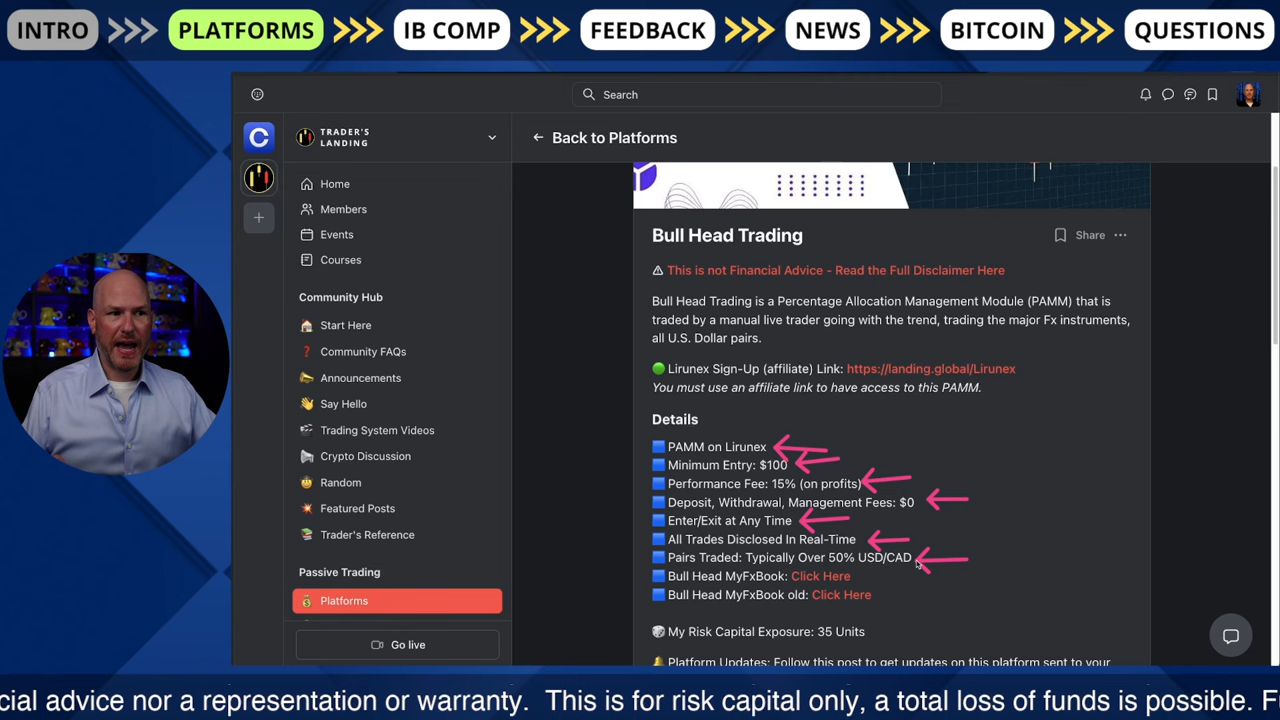 INTRO PLATFORMS IB COMP FEEDBACK NEWS BITCOIN QUESTIONS
Search
TRADER'S
LANDING
Back to Platforms
Home
Members
Events
Courses
Community Hub
Start Here
Community FAQs
Announcements
Say Hello
Trading System Videos
Crypto Discussion
Random
Featured Posts
Trader's Reference
Passive Trading
Platforms
Go live
Bull Head Trading
Share
This is not Financial Advice - Read the Full Disclaimer Here
Bull Head Trading is a Percentage Allocation Management Module (PAMM) that is
traded by a manual live trader going with the trend, trading the major Fx instruments,
all U.S. Dollar pairs.
Lirunex Sign-Up (affiliate) Link: https://landing.global/Lirunex
You must use an affiliate link to have access to this PAMM.
Details
PAMM on Lirunex
Minimum Entry: $100
Performance Fee: 15% (on profits)
Deposit, Withdrawal, Management Fees: $0
Enter/Exit at Any Time
All Trades Disclosed In Real-Time
Pairs Traded: Typically Over 50% USD/CAD
Bull Head MyFxBook: Click Here
Bull Head MyFxBook old: Click Here
My Risk Capital Exposure: 35 Units
Platform Updates: Follow this post to get updates on this platform sent to your
cial advice nor a representation or warranty. This is for risk capital only, a total loss of funds is possible. F